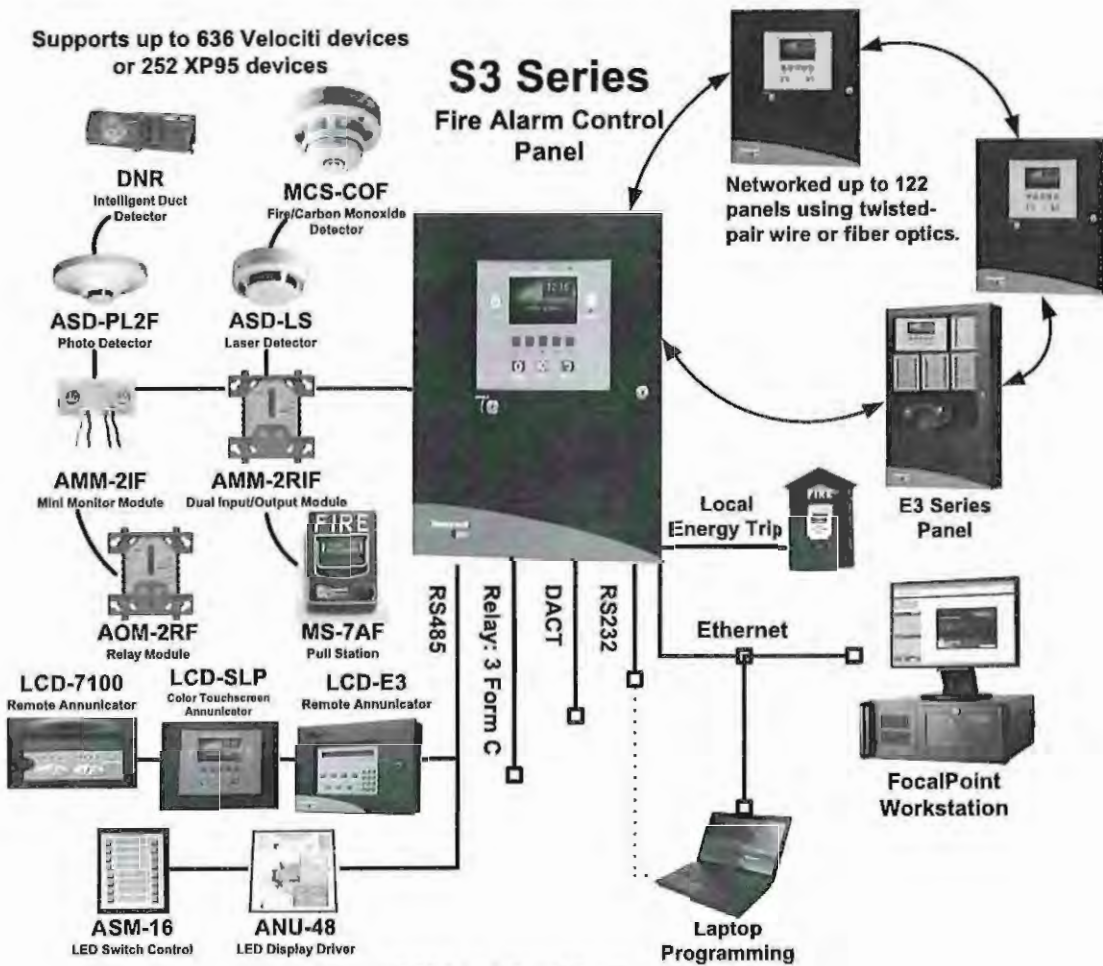 Supports up to 636 Velociti devices
or 252 XP95 devices
S3 Series
Fire Alarm Control
Panel
DNR
Intelligent Duct
Detector
MCS-COF
Fire/Carbon Monoxide
Detector
Networked up to 122
panels using twisted-
pair wire or fiber optics.
ASD-PL2F
Photo Detector
ASD-LS
Laser Detector
AMM-2IF
Mini Monitor Module
AMM-2RIF
Dual Input/Output Module
E3 Series
Panel
Local
Energy Trip
FIRE
FIRE
AOM-2RF
Relay Module
MS-7AF
Pull Station
RS485
Relay: 3 Form C
DACT
RS232
Ethernet
LCD-7100
Remote Annunicator
LCD-SLP
Color Touchscreen
Annunicator
LCD-E3
Remote Annunicator
FocalPoint
Workstation
ASM-16
LED Switch Control
ANU-48
LED Display Driver
Laptop
Programming